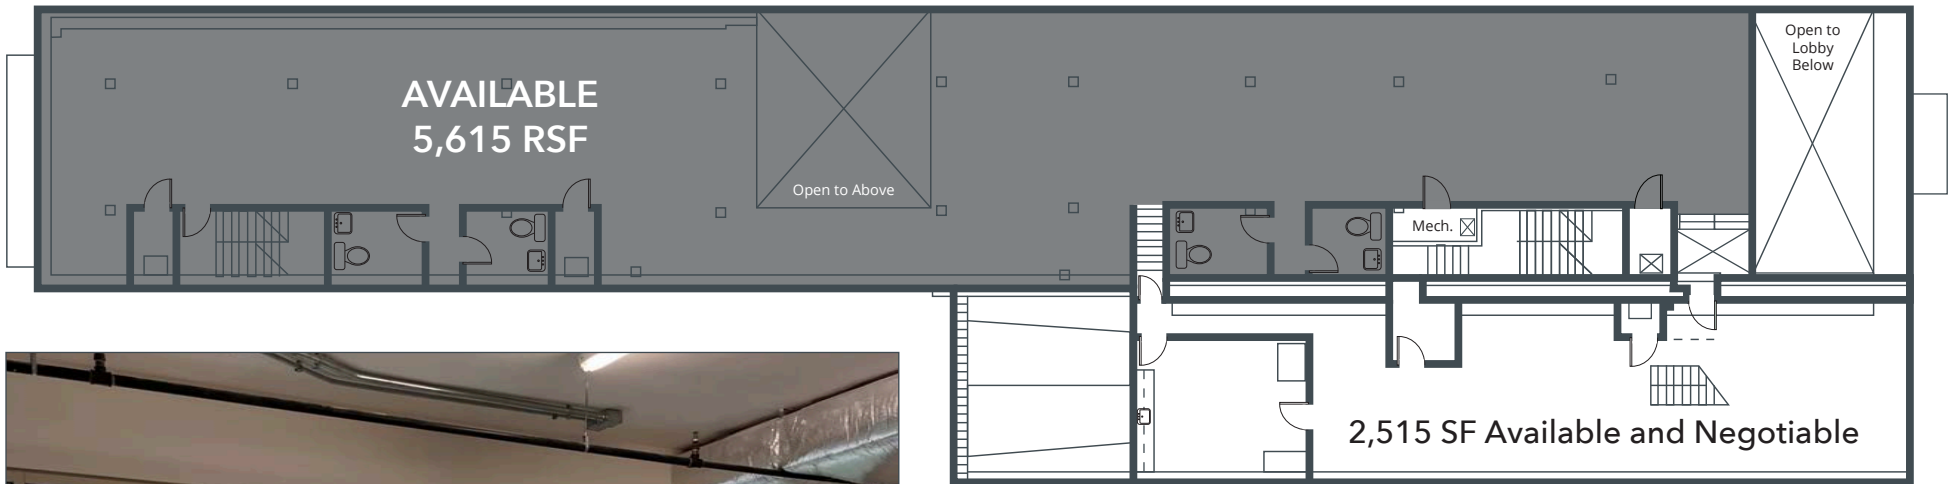 AVAILABLE
5,615 RSF
Open to Above
Open to
Lobby
Below
Mech.
2,515 SF Available and Negotiable